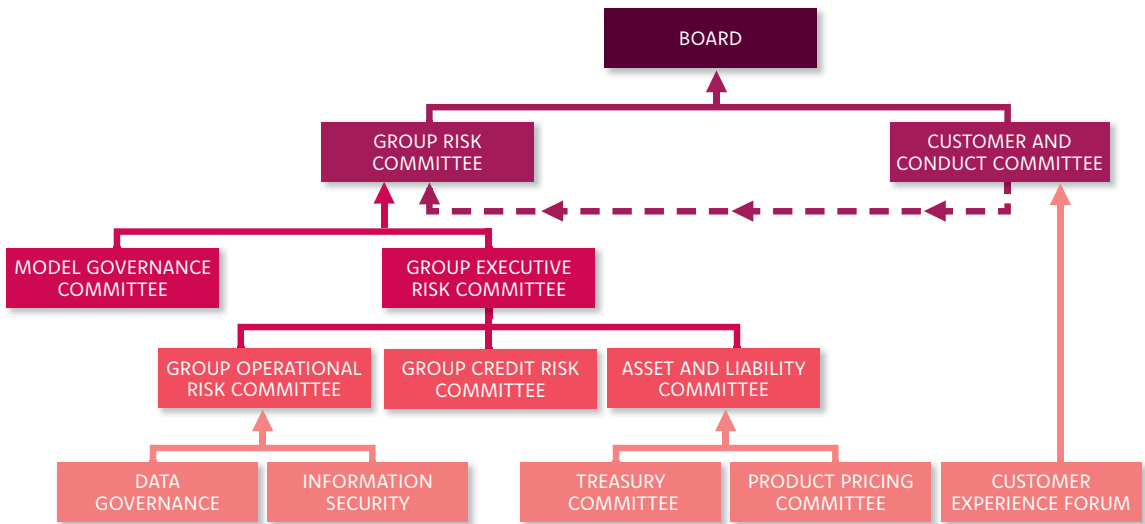 BOARD
GROUP RISK
COMMITTEE
CUSTOMER AND
CONDUCT COMMITTEE
MODEL GOVERNANCE
COMMITTEE
GROUP EXECUTIVE
RISK COMMITTEE
GROUP OPERATIONAL
RISK COMMITTEE
GROUP CREDIT RISK
COMMITTEE
ASSET AND LIABILITY
COMMITTEE
DATA
GOVERNANCE
INFORMATION
SECURITY
TREASURY
COMMITTEE
PRODUCT PRICING
COMMITTEE
CUSTOMER
EXPERIENCE FORUM